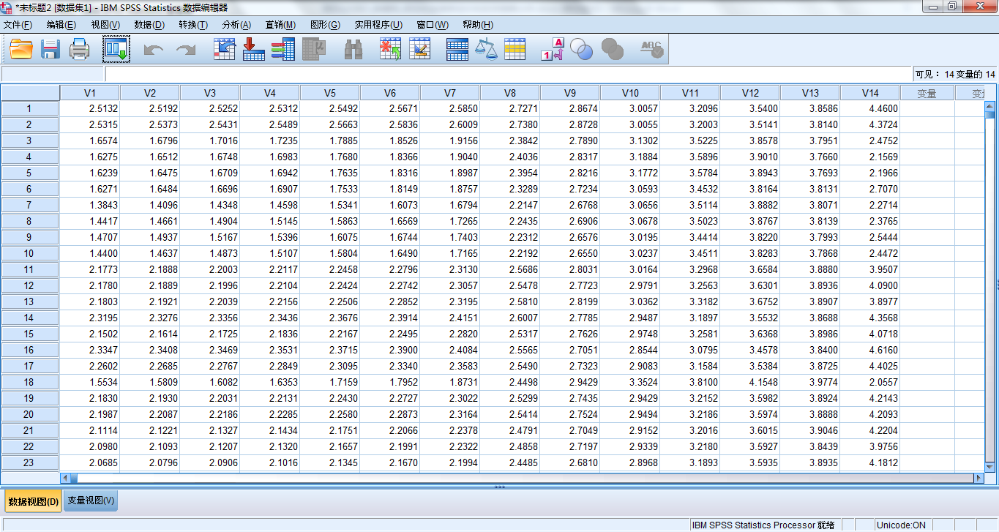 *未标题2 [数据集1] - IBM SPSS Statistics 数据编辑器
文件(F) 编辑(E) 视图(V) 数据(D) 转换(T) 分析(A) 直销(M) 图形(G) 实用程序(U) 窗口(W) 帮助(H)
1 A ABC
可见： 14 变量的 14
V1 V2 V3 V4 V5 V6 V7 V8 V9 V10 V11 V12 V13 V14 变量
1 2.5132 2.5192 2.5252 2.5312 2.5492 2.5671 2.5850 2.7271 2.8674 3.0057 3.2096 3.5400 3.8586 4.4600
2 2.5315 2.5373 2.5431 2.5489 2.5663 2.5836 2.6009 2.7380 2.8728 3.0055 3.2003 3.5141 3.8140 4.3724
3 1.6574 1.6796 1.7016 1.7235 1.7885 1.8526 1.9156 2.3842 2.7890 3.1302 3.5225 3.8578 3.7951 2.4752
4 1.6275 1.6512 1.6748 1.6983 1.7680 1.8366 1.9040 2.4036 2.8317 3.1884 3.5896 3.9010 3.7660 2.1569
5 1.6239 1.6475 1.6709 1.6942 1.7635 1.8316 1.8987 2.3954 2.8216 3.1772 3.5784 3.8943 3.7693 2.1966
6 1.6271 1.6484 1.6696 1.6907 1.7533 1.8149 1.8757 2.3289 2.7234 3.0593 3.4532 3.8164 3.8131 2.7070
7 1.3843 1.4096 1.4348 1.4598 1.5341 1.6073 1.6794 2.2147 2.6768 3.0656 3.5114 3.8882 3.8071 2.2714
8 1.4417 1.4661 1.4904 1.5145 1.5863 1.6569 1.7265 2.2435 2.6906 3.0678 3.5023 3.8767 3.8139 2.3765
9 1.4707 1.4937 1.5167 1.5396 1.6075 1.6744 1.7403 2.2312 2.6576 3.0195 3.4414 3.8220 3.7993 2.5444
10 1.4400 1.4637 1.4873 1.5107 1.5804 1.6490 1.7165 2.2192 2.6550 3.0237 3.4511 3.8283 3.7868 2.4472
11 2.1773 2.1888 2.2003 2.2117 2.2458 2.2796 2.3130 2.5686 2.8031 3.0164 3.2968 3.6584 3.8880 3.9507
12 2.1780 2.1889 2.1996 2.2104 2.2424 2.2742 2.3057 2.5478 2.7723 2.9791 3.2563 3.6301 3.8936 4.0900
13 2.1803 2.1921 2.2039 2.2156 2.2506 2.2852 2.3195 2.5810 2.8199 3.0362 3.3182 3.6752 3.8907 3.8977
14 2.3195 2.3276 2.3356 2.3436 2.3676 2.3914 2.4151 2.6007 2.7785 2.9487 3.1897 3.5532 3.8688 4.3568
15 2.1502 2.1614 2.1725 2.1836 2.2167 2.2495 2.2820 2.5317 2.7626 2.9748 3.2581 3.6368 3.8986 4.0718
16 2.3347 2.3408 2.3469 2.3531 2.3715 2.3900 2.4084 2.5565 2.7051 2.8544 3.0795 3.4578 3.8400 4.6160
17 2.2602 2.2685 2.2767 2.2849 2.3095 2.3340 2.3583 2.5490 2.7323 2.9083 3.1584 3.5384 3.8725 4.4025
18 1.5534 1.5809 1.6082 1.6353 1.7159 1.7952 1.8731 2.4498 2.9429 3.3524 3.8100 4.1548 3.9774 2.0557
19 2.1830 2.1930 2.2031 2.2131 2.2430 2.2727 2.3022 2.5299 2.7435 2.9429 3.2152 3.5982 3.8924 4.2143
20 2.1987 2.2087 2.2186 2.2285 2.2580 2.2873 2.3164 2.5414 2.7524 2.9494 3.2186 3.5974 3.8888 4.2093
21 2.1114 2.1221 2.1327 2.1434 2.1751 2.2066 2.2378 2.4791 2.7049 2.9152 3.2016 3.6015 3.9046 4.2204
22 2.0980 2.1093 2.1207 2.1320 2.1657 2.1991 2.2322 2.4858 2.7197 2.9339 3.2180 3.5927 3.8439 3.9756
23 2.0685 2.0796 2.0906 2.1016 2.1345 2.1670 2.1994 2.4485 2.6810 2.8968 3.1893 3.5935 3.8935 4.1812
数据视图(D) 变量视图(V)
IBM SPSS Statistics Processor 就绪 Unicode:ON